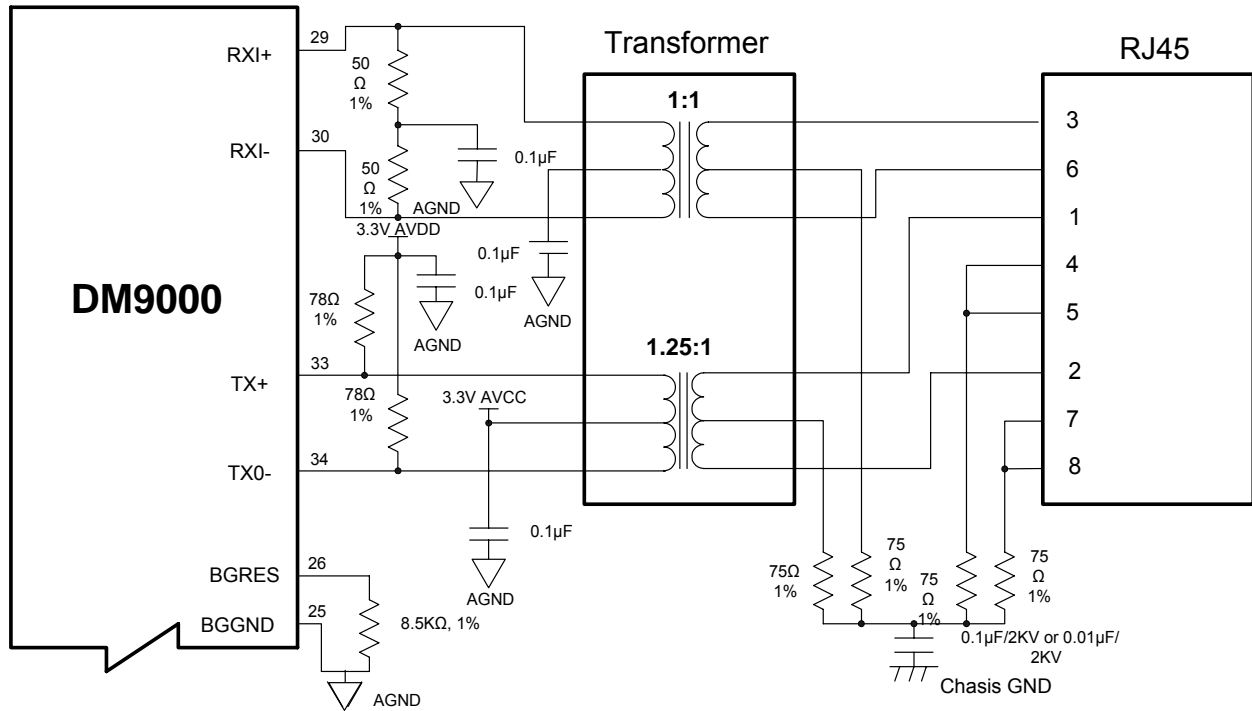 DM9000
RXI+
29
RXI-
30
TX+
33
TX0-
34
BGRES
26
BGGND
25
50
Ω
1%
50
Ω
1%
0.1µF
AGND
3.3V AVDD
0.1µF
AGND
78Ω
1%
78Ω
1%
0.1µF
AGND
3.3V AVCC
0.1µF
AGND
8.5KΩ, 1%
AGND
Transformer
1:1
1.25:1
RJ45
3
6
1
4
5
2
7
8
75Ω
1%
75
Ω
1%
75
Ω
1%
75
Ω
1%
0.1µF/2KV or 0.01µF/
2KV
Chasis GND